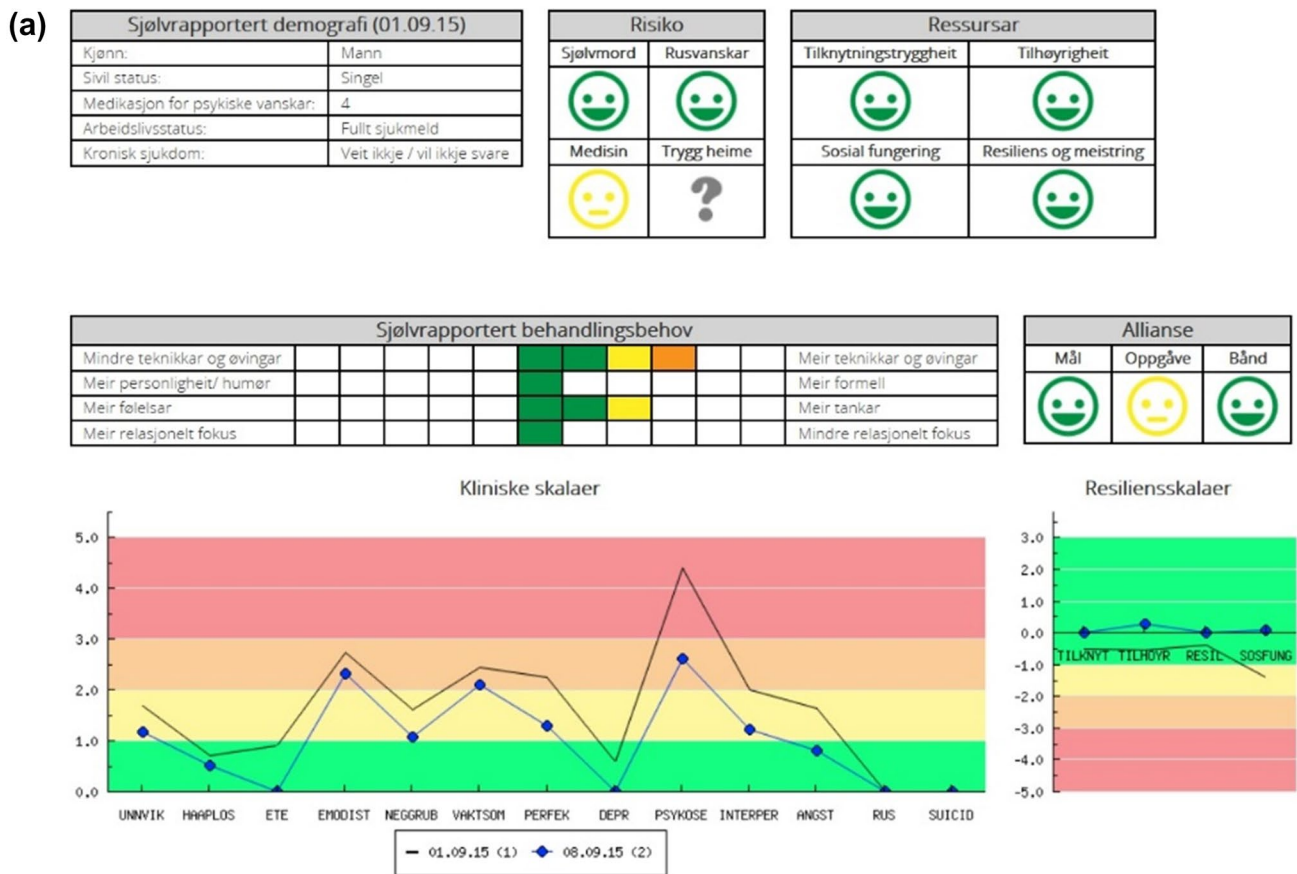 (a)
Sjølvrapportert demografi (01.09.15)
Kjønn: Mann
Sivil status: Singel
Medikasjon for psykiske vanskar: 4
Arbeidslivsstatus: Fullt sjukmeld
Kronisk sjukdom: Veit ikkje / vil ikkje svare
Risiko
Sjølvmord Rusvanskar
Medisin Trygg heime
?
Ressursar
Tilknytningstryggheit Tilhøyrigheit
Sosial fungering Resiliens og meistring
Sjølvrapportert behandlingsbehov
Mindre teknikkar og øvingar Meir teknikkar og øvingar
Meir personligheit/ humør Meir formell
Meir følelsar Meir tankar
Meir relasjonelt fokus Mindre relasjonelt fokus
Allianse
Mål Oppgåve Bånd
Kliniske skalaer
5.0
4.0
3.0
2.0
1.0
0.0
UNNVIK HAAPLOS ETE EMODIST NEGGRUB VAKTSOM PERFEK DEPR PSYKOSE INTERPER ANGST RUS SUICID
01.09.15 (1) 08.09.15 (2)
Resiliensskalaer
3.0
2.0
1.0
0.0
TILKNYT TILHOYR RESIL SOSFUNG
-1.0
-2.0
-3.0
-4.0
-5.0